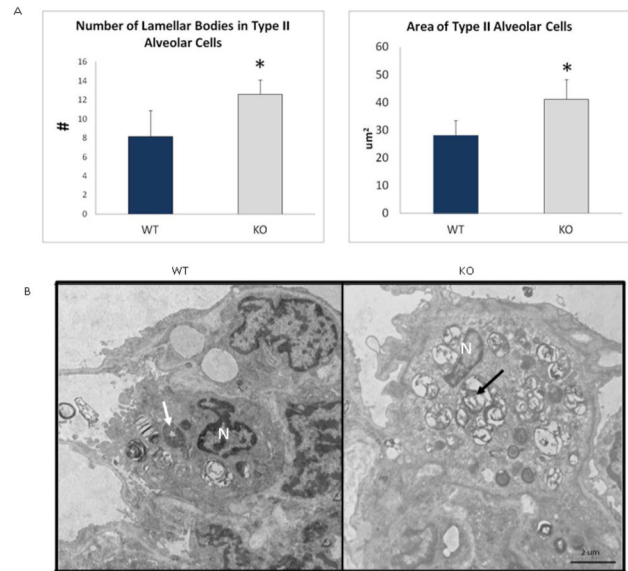 A
Number of Lamellar Bodies in Type II
Alveolar Cells
#
16
14
12
10
8
6
4
2
0
*
WT
KO
Area of Type II Alveolar Cells
um²
60
50
40
30
20
10
0
*
WT
KO
WT
KO
B
N
N
2 um